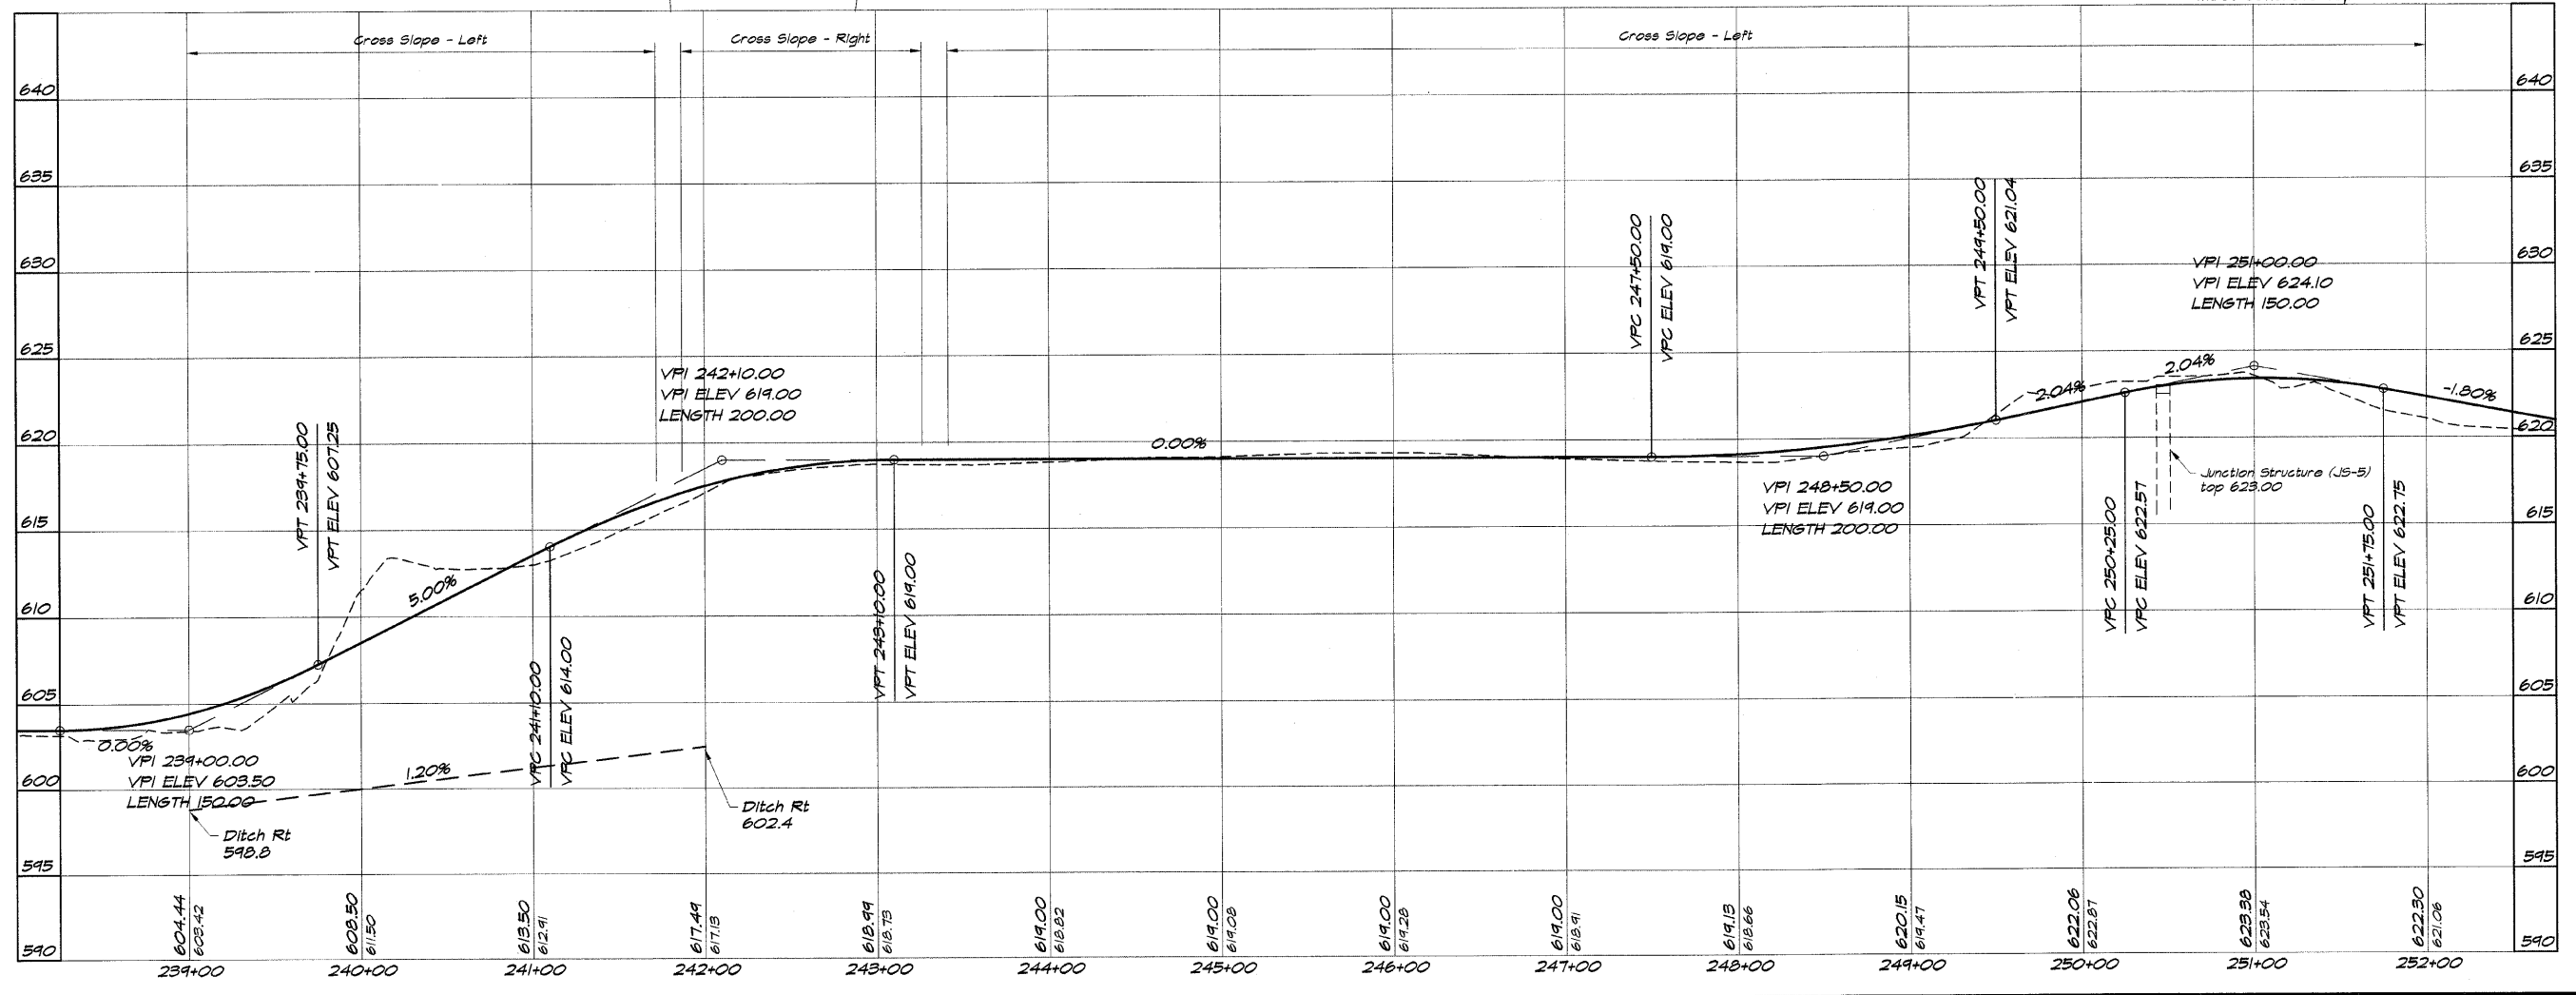 Cross Slope - Left
Cross Slope - Right
Cross Slope - Left
640
640
635
635
630
630
625
625
620
620
615
615
610
610
605
605
600
600
595
595
590
590
VPT 239+75.00
VPT ELEV 607.25
VPI 242+10.00
VPI ELEV 619.00
LENGTH 200.00
VPC 247+50.00
VPC ELEV 619.00
VPT 249+50.00
VPT ELEV 621.04
VPI 251+00.00
VPI ELEV 624.10
LENGTH 150.00
0.00%
2.04%
2.04%
-1.80%
Junction Structure (JS-5)
top 623.00
VPI 248+50.00
VPI ELEV 619.00
LENGTH 200.00
VPC 250+25.00
VPC ELEV 622.57
VPT 251+75.00
VPT ELEV 622.75
5.00%
VPC 241+10.00
VPC ELEV 614.00
VPT 243+10.00
VPT ELEV 619.00
0.00%
VPI 239+00.00
VPI ELEV 603.50
LENGTH 150.00
1.20%
Ditch Rt
598.8
Ditch Rt
602.4
604.44
603.42
608.50
611.50
613.50
612.91
617.49
617.13
618.99
618.73
619.00
618.82
619.00
619.08
619.00
619.28
619.00
618.91
619.13
618.66
620.15
619.47
622.06
622.87
623.38
623.54
622.30
621.06
239+00
240+00
241+00
242+00
243+00
244+00
245+00
246+00
247+00
248+00
249+00
250+00
251+00
252+00